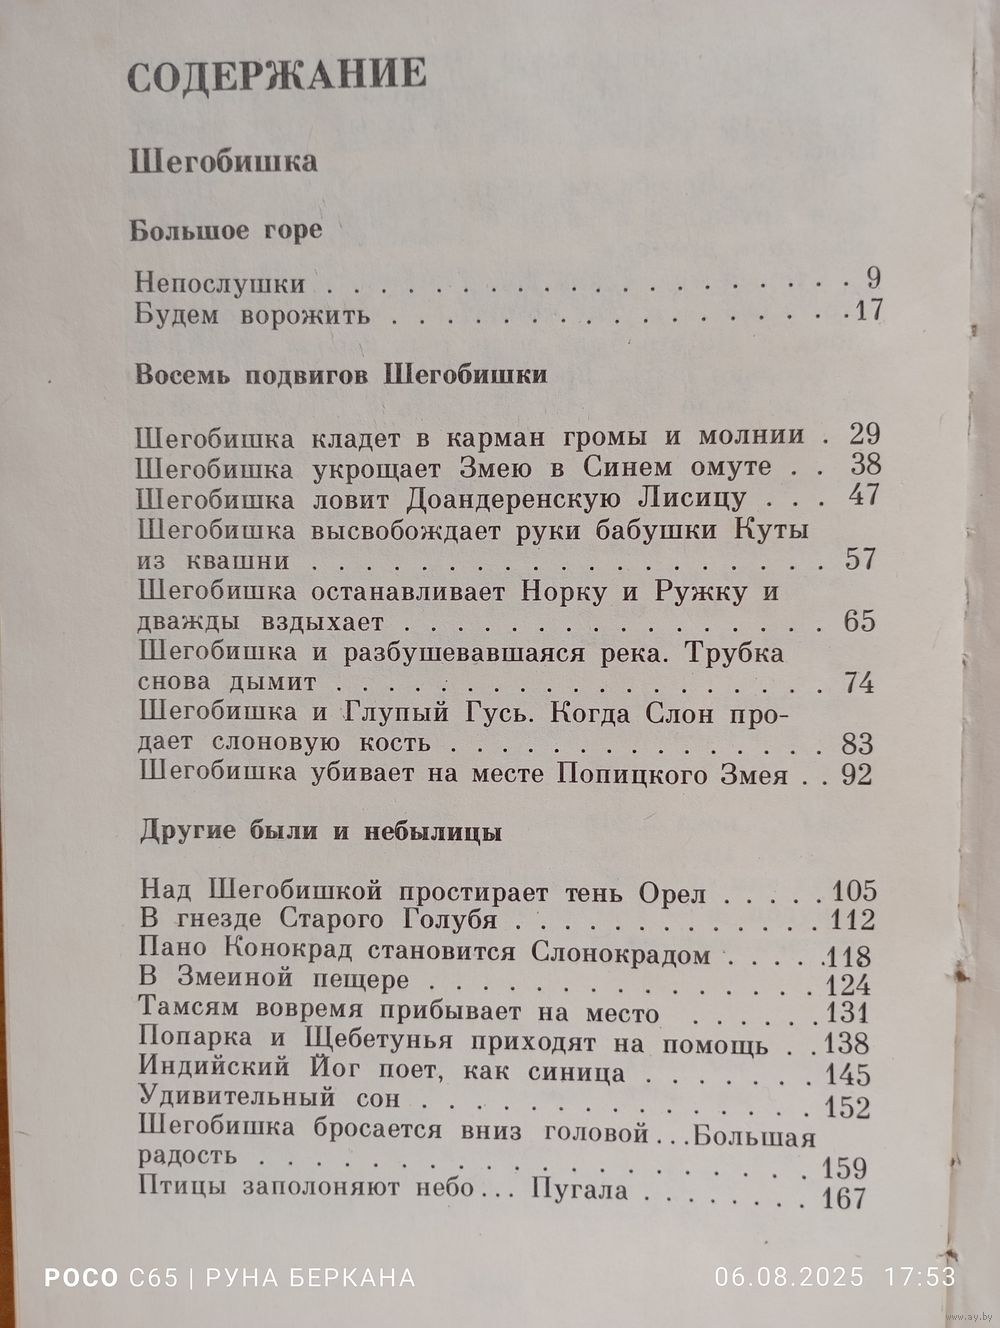 СОДЕРЖАНИЕ
Шегобишка
Большое горе
Непослушки . . . . . . . . . . . . . . . . . . . . 9
Будем ворожить . . . . . . . . . . . . . . . . . 17
Восемь подвигов Шегобишки
Шегобишка кладет в карман громы и молнии . 29
Шегобишка укрощает Змею в Синем омуте . . 38
Шегобишка ловит Доандеренскую Лисицу . . . 47
Шегобишка высвобождает руки бабушки Куты
из квашни . . . . . . . . . . . . . . . . . . . 57
Шегобишка останавливает Норку и Ружку и
дважды вздыхает . . . . . . . . . . . . . . . . 65
Шегобишка и разбушевавшаяся река. Трубка
снова дымит . . . . . . . . . . . . . . . . . . 74
Шегобишка и Глупый Гусь. Когда Слон про-
дает слоновую кость . . . . . . . . . . . . . . 83
Шегобишка убивает на месте Попицкого Змея . . 92
Другие были и небылицы
Над Шегобишкой простирает тень Орел . . . . . 105
В гнезде Старого Голубя . . . . . . . . . . . . 112
Пано Конокрад становится Слонокрадом . . . . . 118
В Змеиной пещере . . . . . . . . . . . . . . . 124
Тамсям вовремя прибывает на место . . . . . . 131
Попарка и Щебетунья приходят на помощь . . 138
Индийский Йог поет, как синица . . . . . . . 145
Удивительный сон . . . . . . . . . . . . . . . 152
Шегобишка бросается вниз головой...Большая
радость . . . . . . . . . . . . . . . . . . . . . 159
Птицы заполоняют небо... Пугала . . . . . . . 167
POCO C65 | РУНА БЕРКАНА 06.08.2025 17:53
www.ay.by